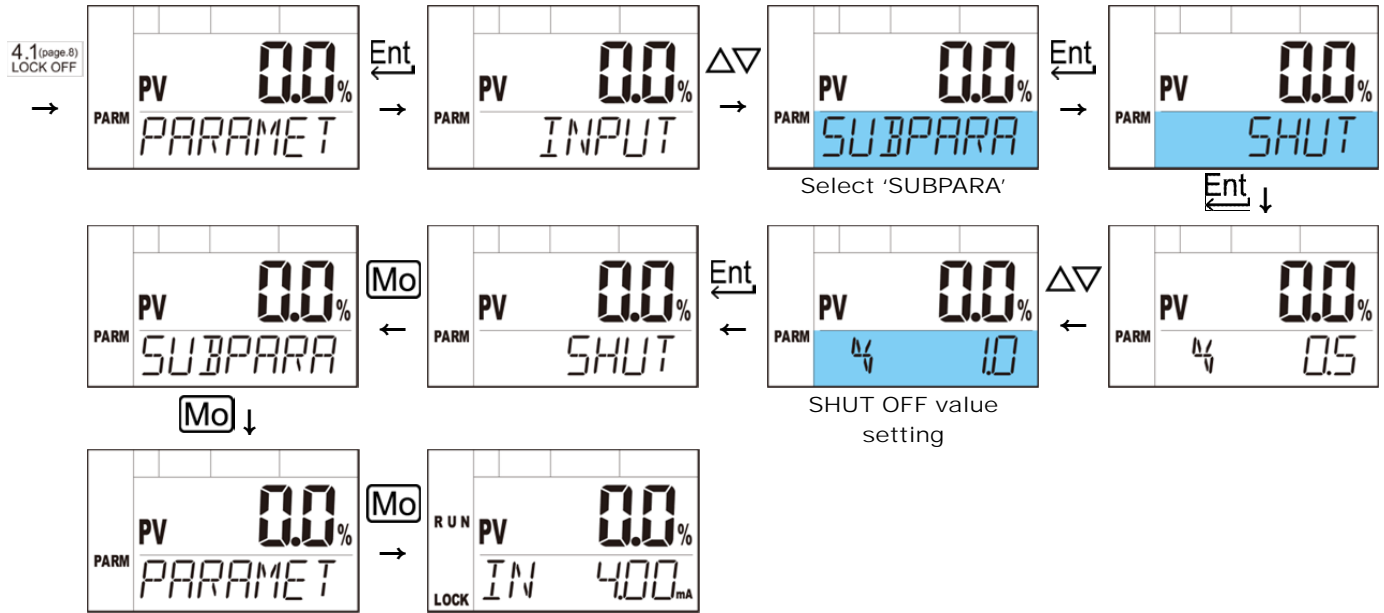 4.1(page.8)
LOCK OFF
PV 0.0%
PARM PARAMET
Ent
PV 0.0%
PARM INPUT
PV 0.0%
PARM SUBPARA
Select ‘SUBPARA’
Ent
PV 0.0%
PARM SHUT
Ent
PV 0.0%
PARM % 0.5
PV 0.0%
PARM % 1.0
SHUT OFF value
setting
Ent
PV 0.0%
PARM SHUT
Mo
PV 0.0%
PARM SUBPARA
Mo
PV 0.0%
PARM PARAMET
Mo
RUN PV 0.0%
LOCK IN 4.00mA